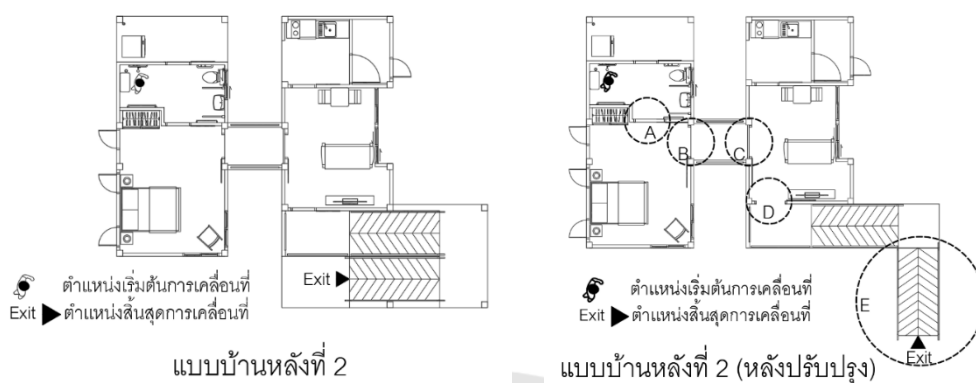 A
B
C
D
E
Exit
ตำแหน่งเริ่มต้นการเคลื่อนที่
Exit ตำแหน่งสิ้นสุดการเคลื่อนที่
แบบบ้านหลังที่ 2
ตำแหน่งเริ่มต้นการเคลื่อนที่
Exit ตำแหน่งสิ้นสุดการเคลื่อนที่
Exit
แบบบ้านหลังที่ 2 (หลังปรับปรุง)